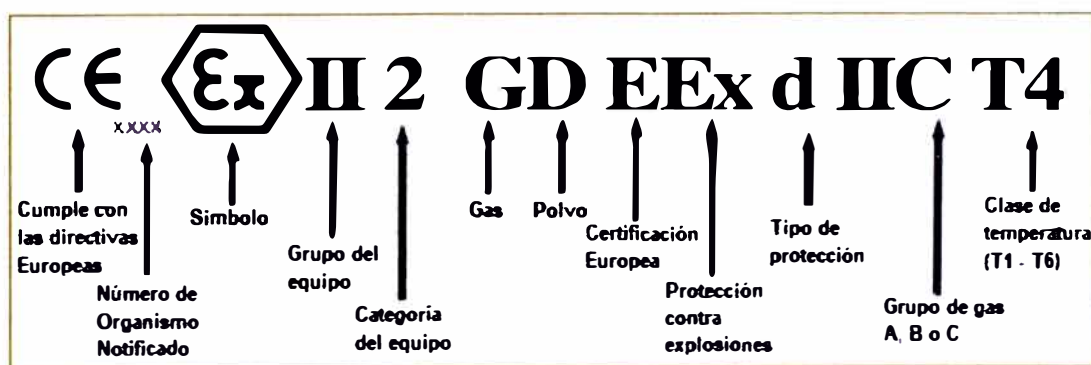 CE Ex II 2 GD EEx d IIC T4
xxxx
Cumple con
las directivas
Europeas
Número de
Organismo
Notificado
Simbolo
Grupo del
equipo
Categoria
del equipo
Gas
Polvo
Certificación
Europea
Protección
contra
explosiones
Tipo de
protección
Grupo de gas
A, B o C
Clase de
temperatura
(T1 - T6)